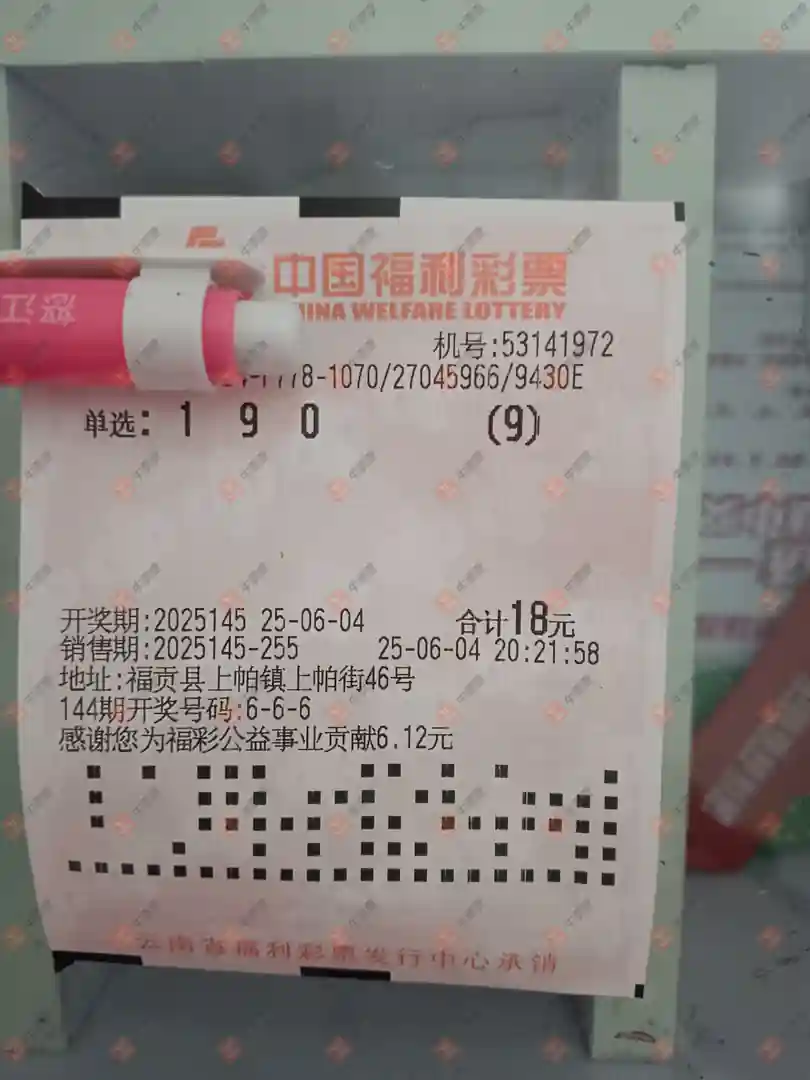 中国福利彩票
INA WELFARE LOTTERY
机号:53141972
778-1070/27045966/9430E
单选: 1 9 0 (9)
开奖期:2025145 25-06-04 合计18元
销售期:2025145-255 25-06-04 20:21:58
地址:福贡县上帕镇上帕街46号
144期开奖号码:6-6-6
感谢您为福彩公益事业贡献6.12元
云南省福利彩票发行中心承销
怒江